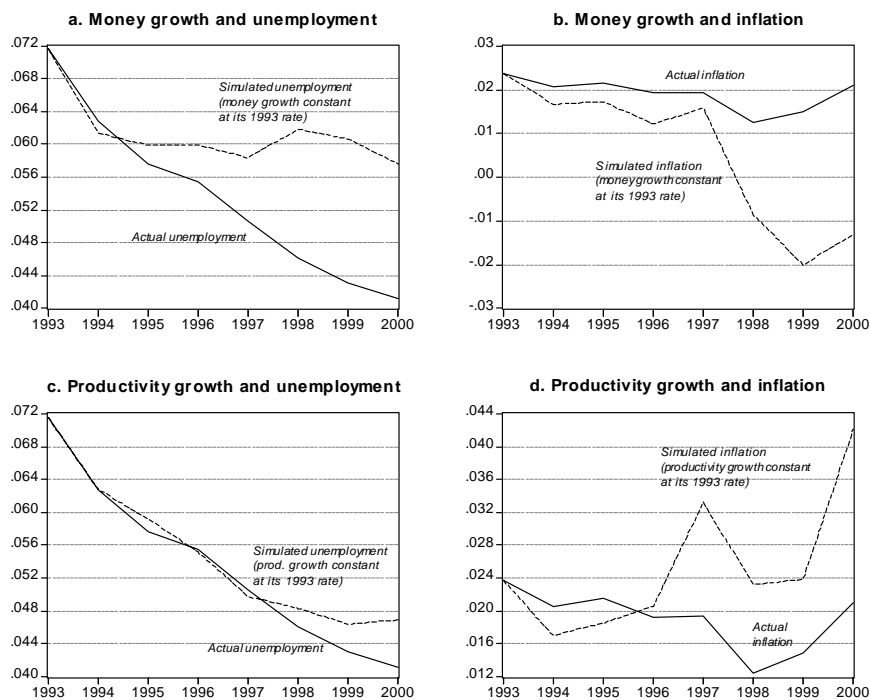 a. Money growth and unemployment
.072
.068
.064
.060
.056
.052
.048
.044
.040
Simulated unemployment
(money growth constant
at its 1993 rate)
Actual unemployment
1993 1994 1995 1996 1997 1998 1999 2000
b. Money growth and inflation
.03
.02
.01
.00
-.01
-.02
-.03
Actual inflation
Simulated inflation
(money growth constant
at its 1993 rate)
1993 1994 1995 1996 1997 1998 1999 2000
c. Productivity growth and unemployment
.072
.068
.064
.060
.056
.052
.048
.044
.040
Simulated unemployment
(prod. growth constant
at its 1993 rate)
Actual unemployment
1993 1994 1995 1996 1997 1998 1999 2000
d. Productivity growth and inflation
.044
.040
.036
.032
.028
.024
.020
.016
.012
Simulated inflation
(productivity growth constant
at its 1993 rate)
Actual
inflation
1993 1994 1995 1996 1997 1998 1999 2000